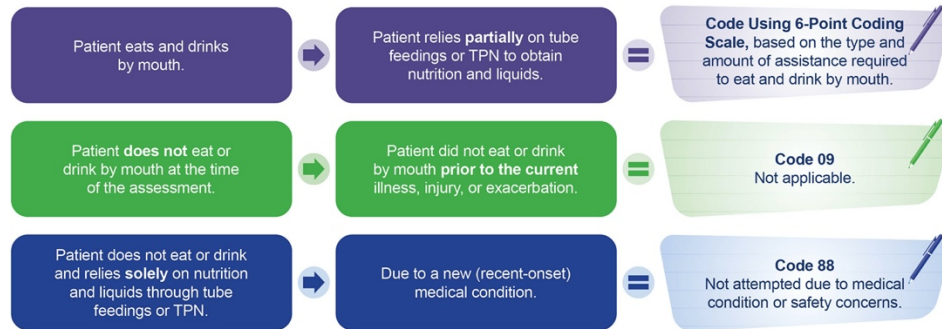 Patient eats and drinks
by mouth.
Patient relies partially on tube
feedings or TPN to obtain
nutrition and liquids.
Code Using 6-Point Coding
Scale, based on the type and
amount of assistance required
to eat and drink by mouth.
Patient does not eat or
drink by mouth at the time
of the assessment.
Patient did not eat or drink
by mouth prior to the current
illness, injury, or exacerbation.
Code 09
Not applicable.
Patient does not eat or drink
and relies solely on nutrition
and liquids through tube
feedings or TPN.
Due to a new (recent-onset)
medical condition.
Code 88
Not attempted due to medical
condition or safety concerns.